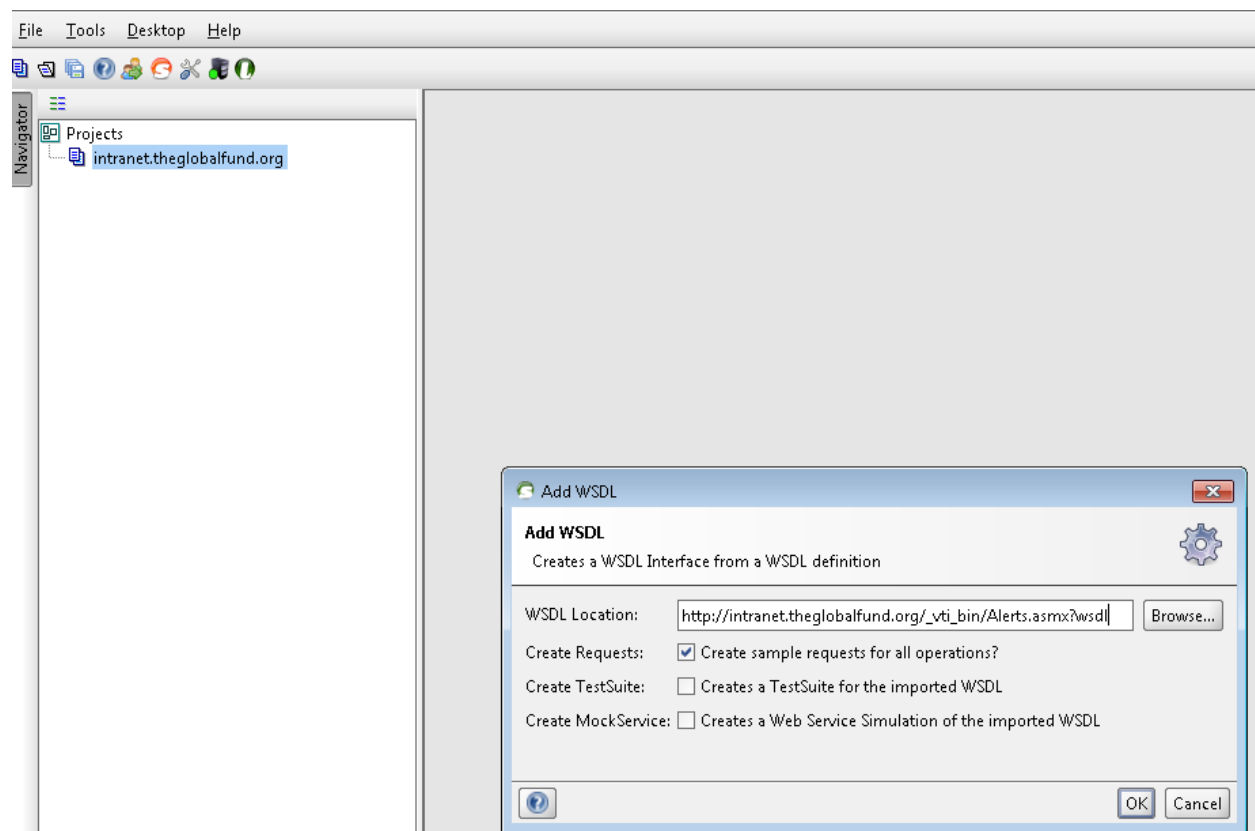 File Tools Desktop Help
Navigator
Projects
intranet.theglobalfund.org
Add WSDL
Add WSDL
Creates a WSDL Interface from a WSDL definition
WSDL Location: http://intranet.theglobalfund.org/_vti_bin/Alerts.asmx?wsdl Browse...
Create Requests: Create sample requests for all operations?
Create TestSuite: Creates a TestSuite for the imported WSDL
Create MockService: Creates a Web Service Simulation of the imported WSDL
OK Cancel